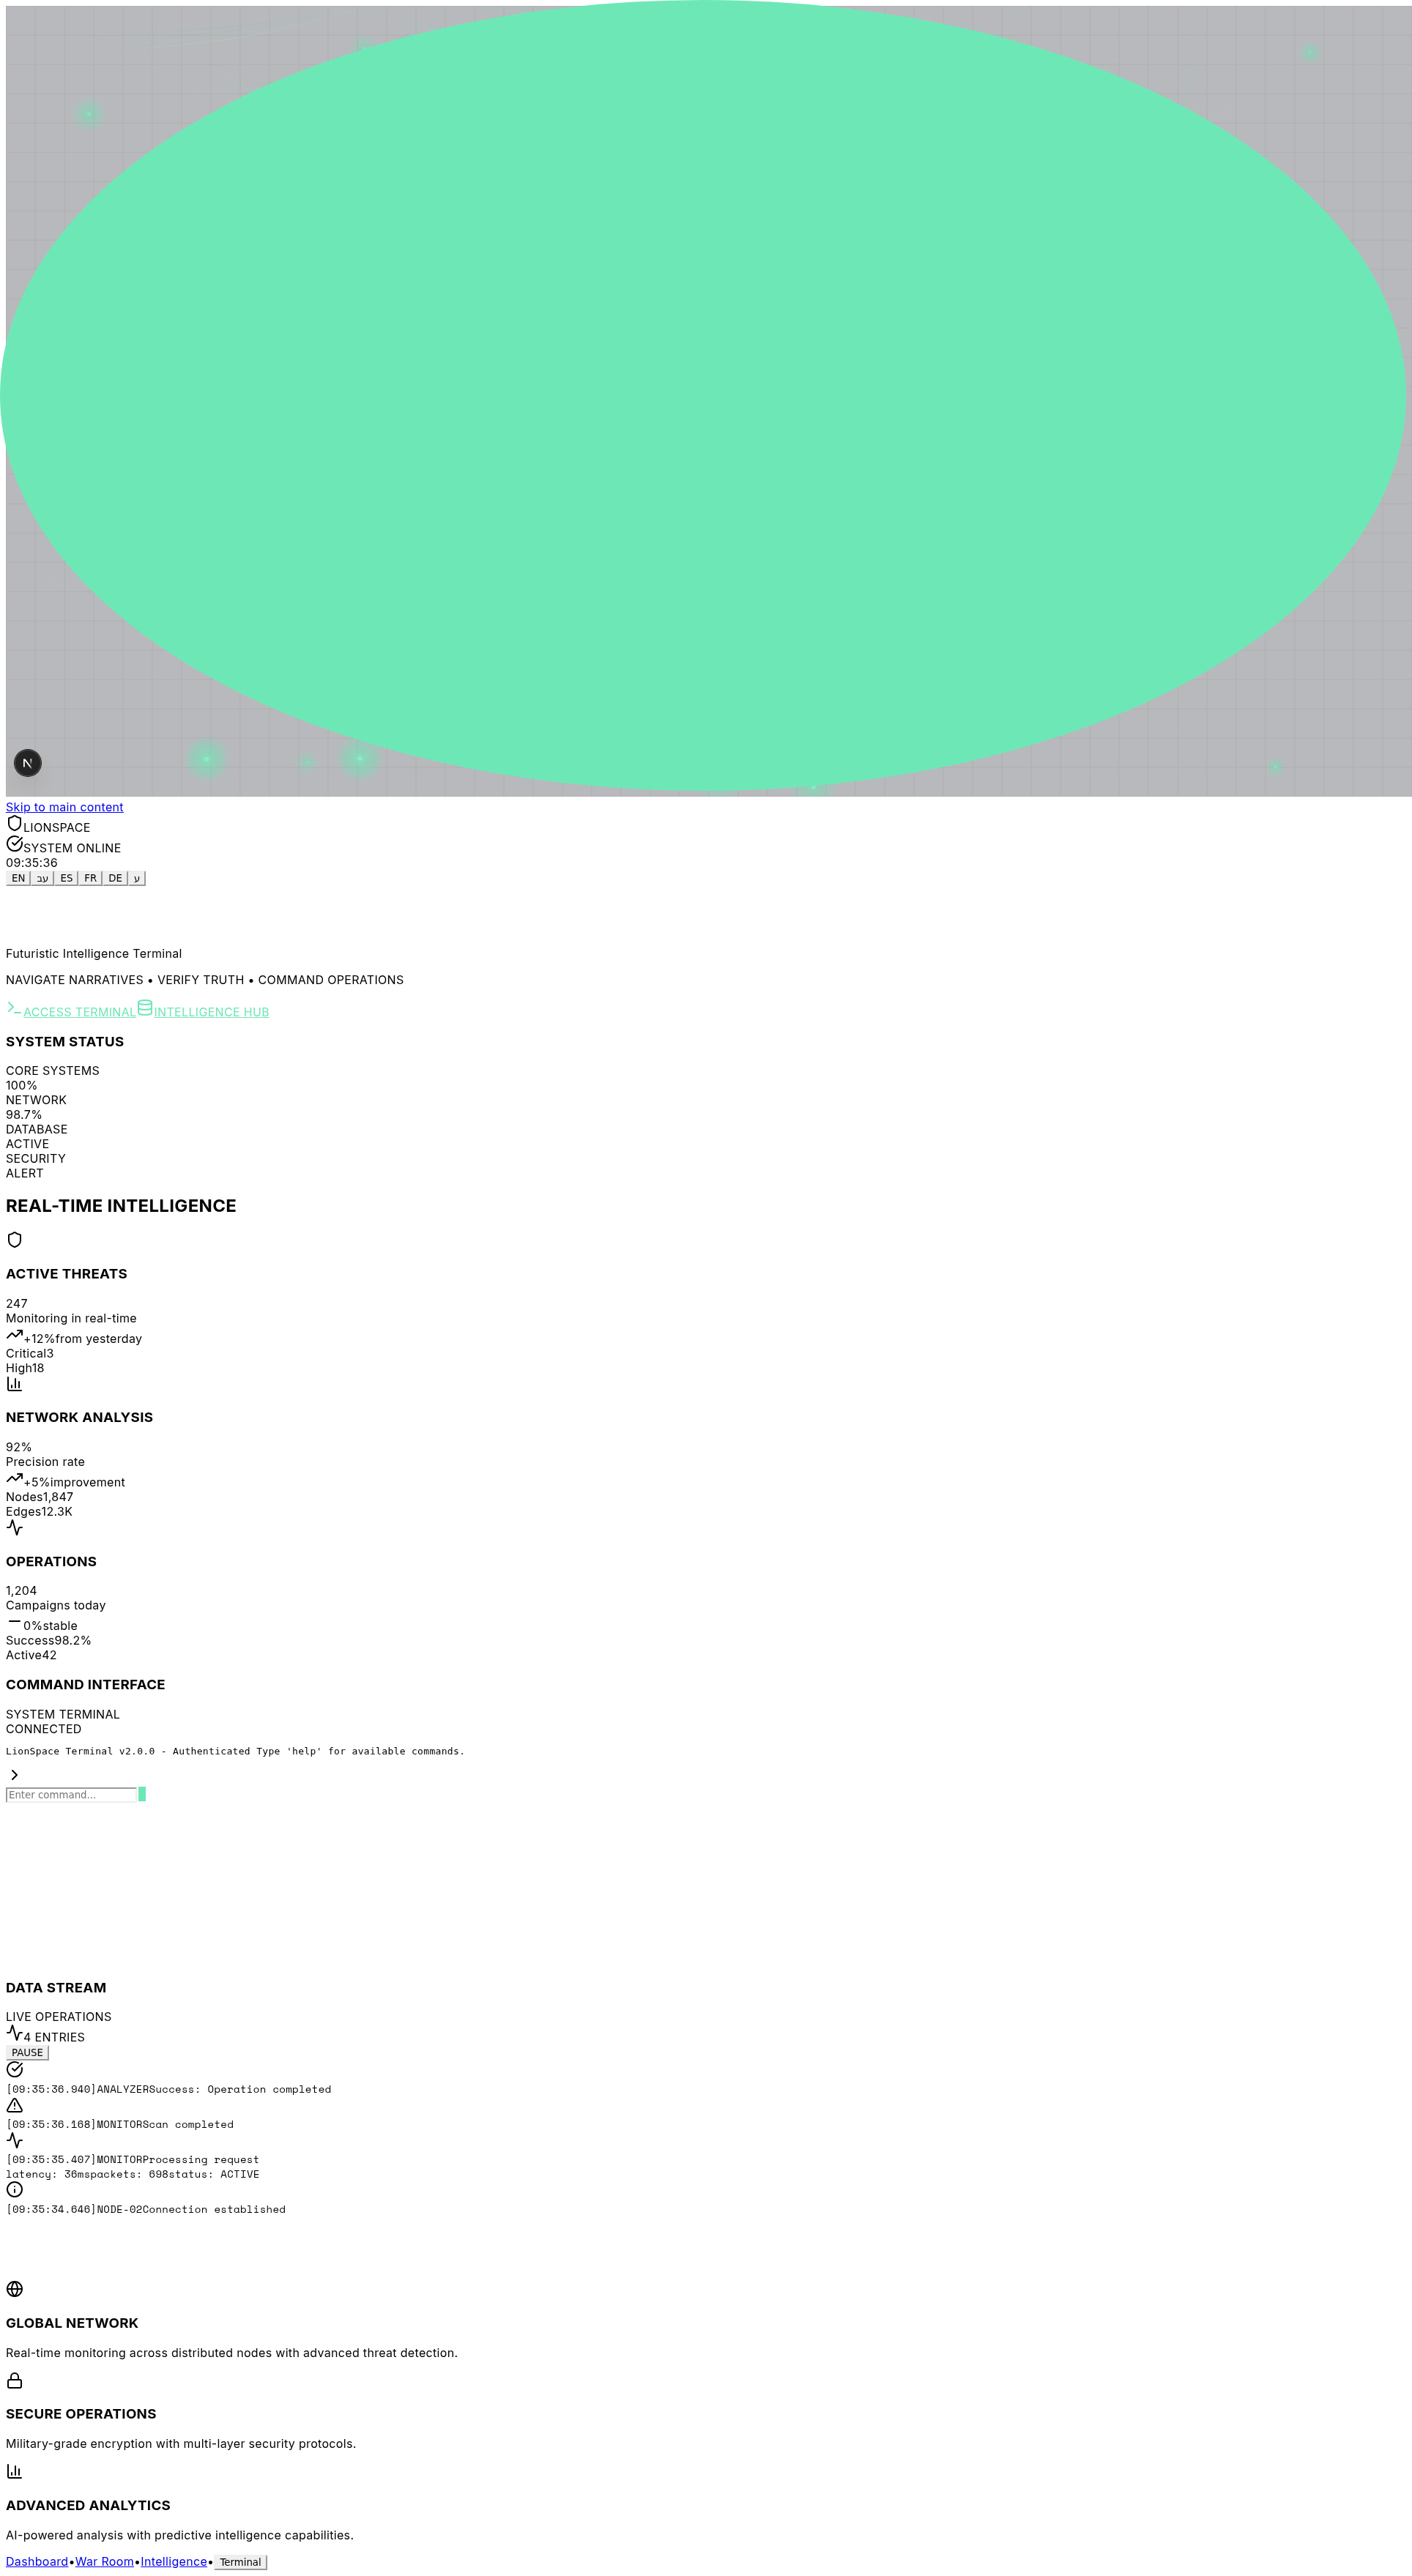 N
Skip to main content
LIONSPACE
SYSTEM ONLINE
09:35:36
EN עב ES FR DE ع
Futuristic Intelligence Terminal
NAVIGATE NARRATIVES • VERIFY TRUTH • COMMAND OPERATIONS
ACCESS TERMINAL INTELLIGENCE HUB
SYSTEM STATUS
CORE SYSTEMS
100%
NETWORK
98.7%
DATABASE
ACTIVE
SECURITY
ALERT
REAL-TIME INTELLIGENCE
ACTIVE THREATS
247
Monitoring in real-time
+12%from yesterday
Critical3
High18
NETWORK ANALYSIS
92%
Precision rate
+5%improvement
Nodes1,847
Edges12.3K
OPERATIONS
1,204
Campaigns today
0%stable
Success98.2%
Active42
COMMAND INTERFACE
SYSTEM TERMINAL
CONNECTED
LionSpace Terminal v2.0.0 - Authenticated Type 'help' for available commands.
Enter command...
DATA STREAM
LIVE OPERATIONS
4 ENTRIES
PAUSE
[09:35:36.940]ANALYZERSuccess: Operation completed
[09:35:36.168]MONITORScan completed
[09:35:35.407]MONITORProcessing request
latency: 36mspackets: 698status: ACTIVE
[09:35:34.646]NODE-02Connection established
GLOBAL NETWORK
Real-time monitoring across distributed nodes with advanced threat detection.
SECURE OPERATIONS
Military-grade encryption with multi-layer security protocols.
ADVANCED ANALYTICS
AI-powered analysis with predictive intelligence capabilities.
Dashboard•War Room•Intelligence• Terminal